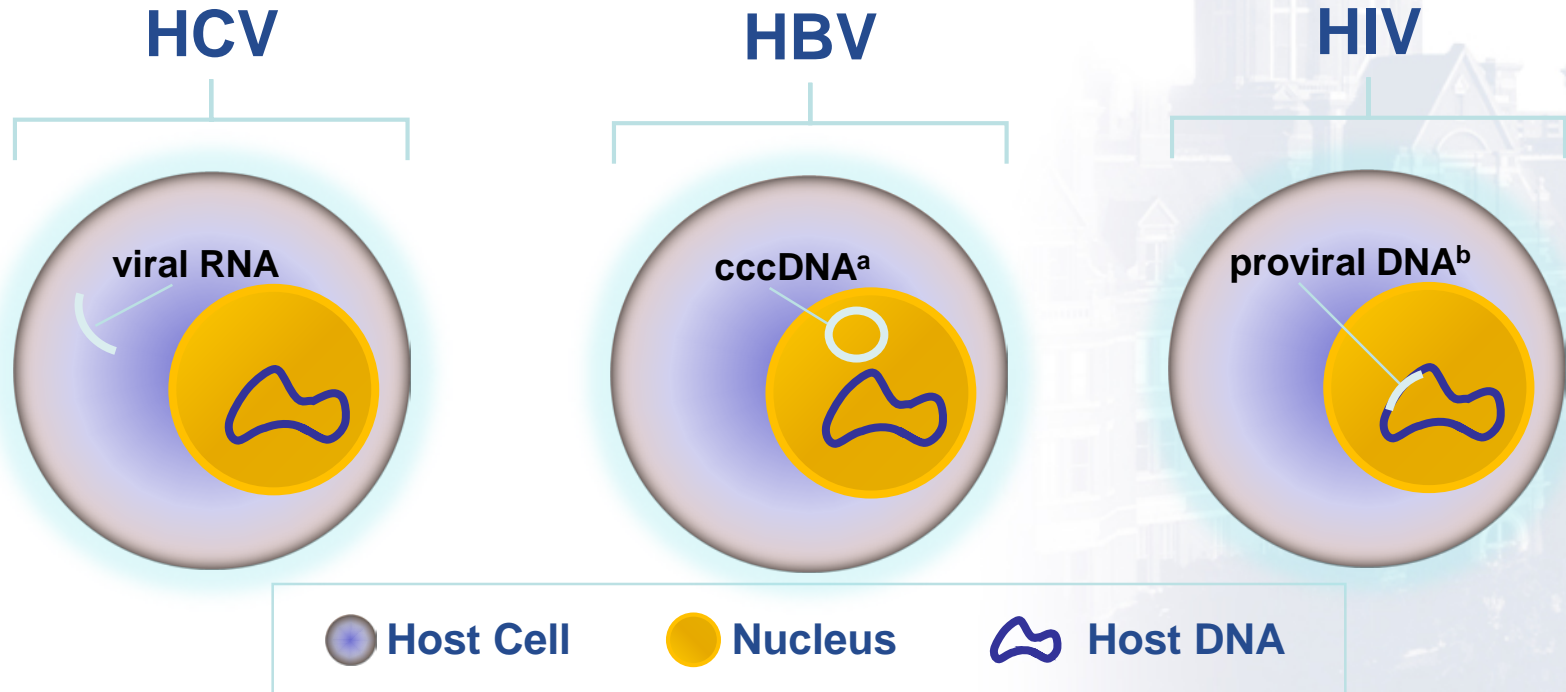 HCV
HBV
HIV
viral RNA
cccDNAᵃ
proviral DNAᵇ
Host Cell
Nucleus
Host DNA